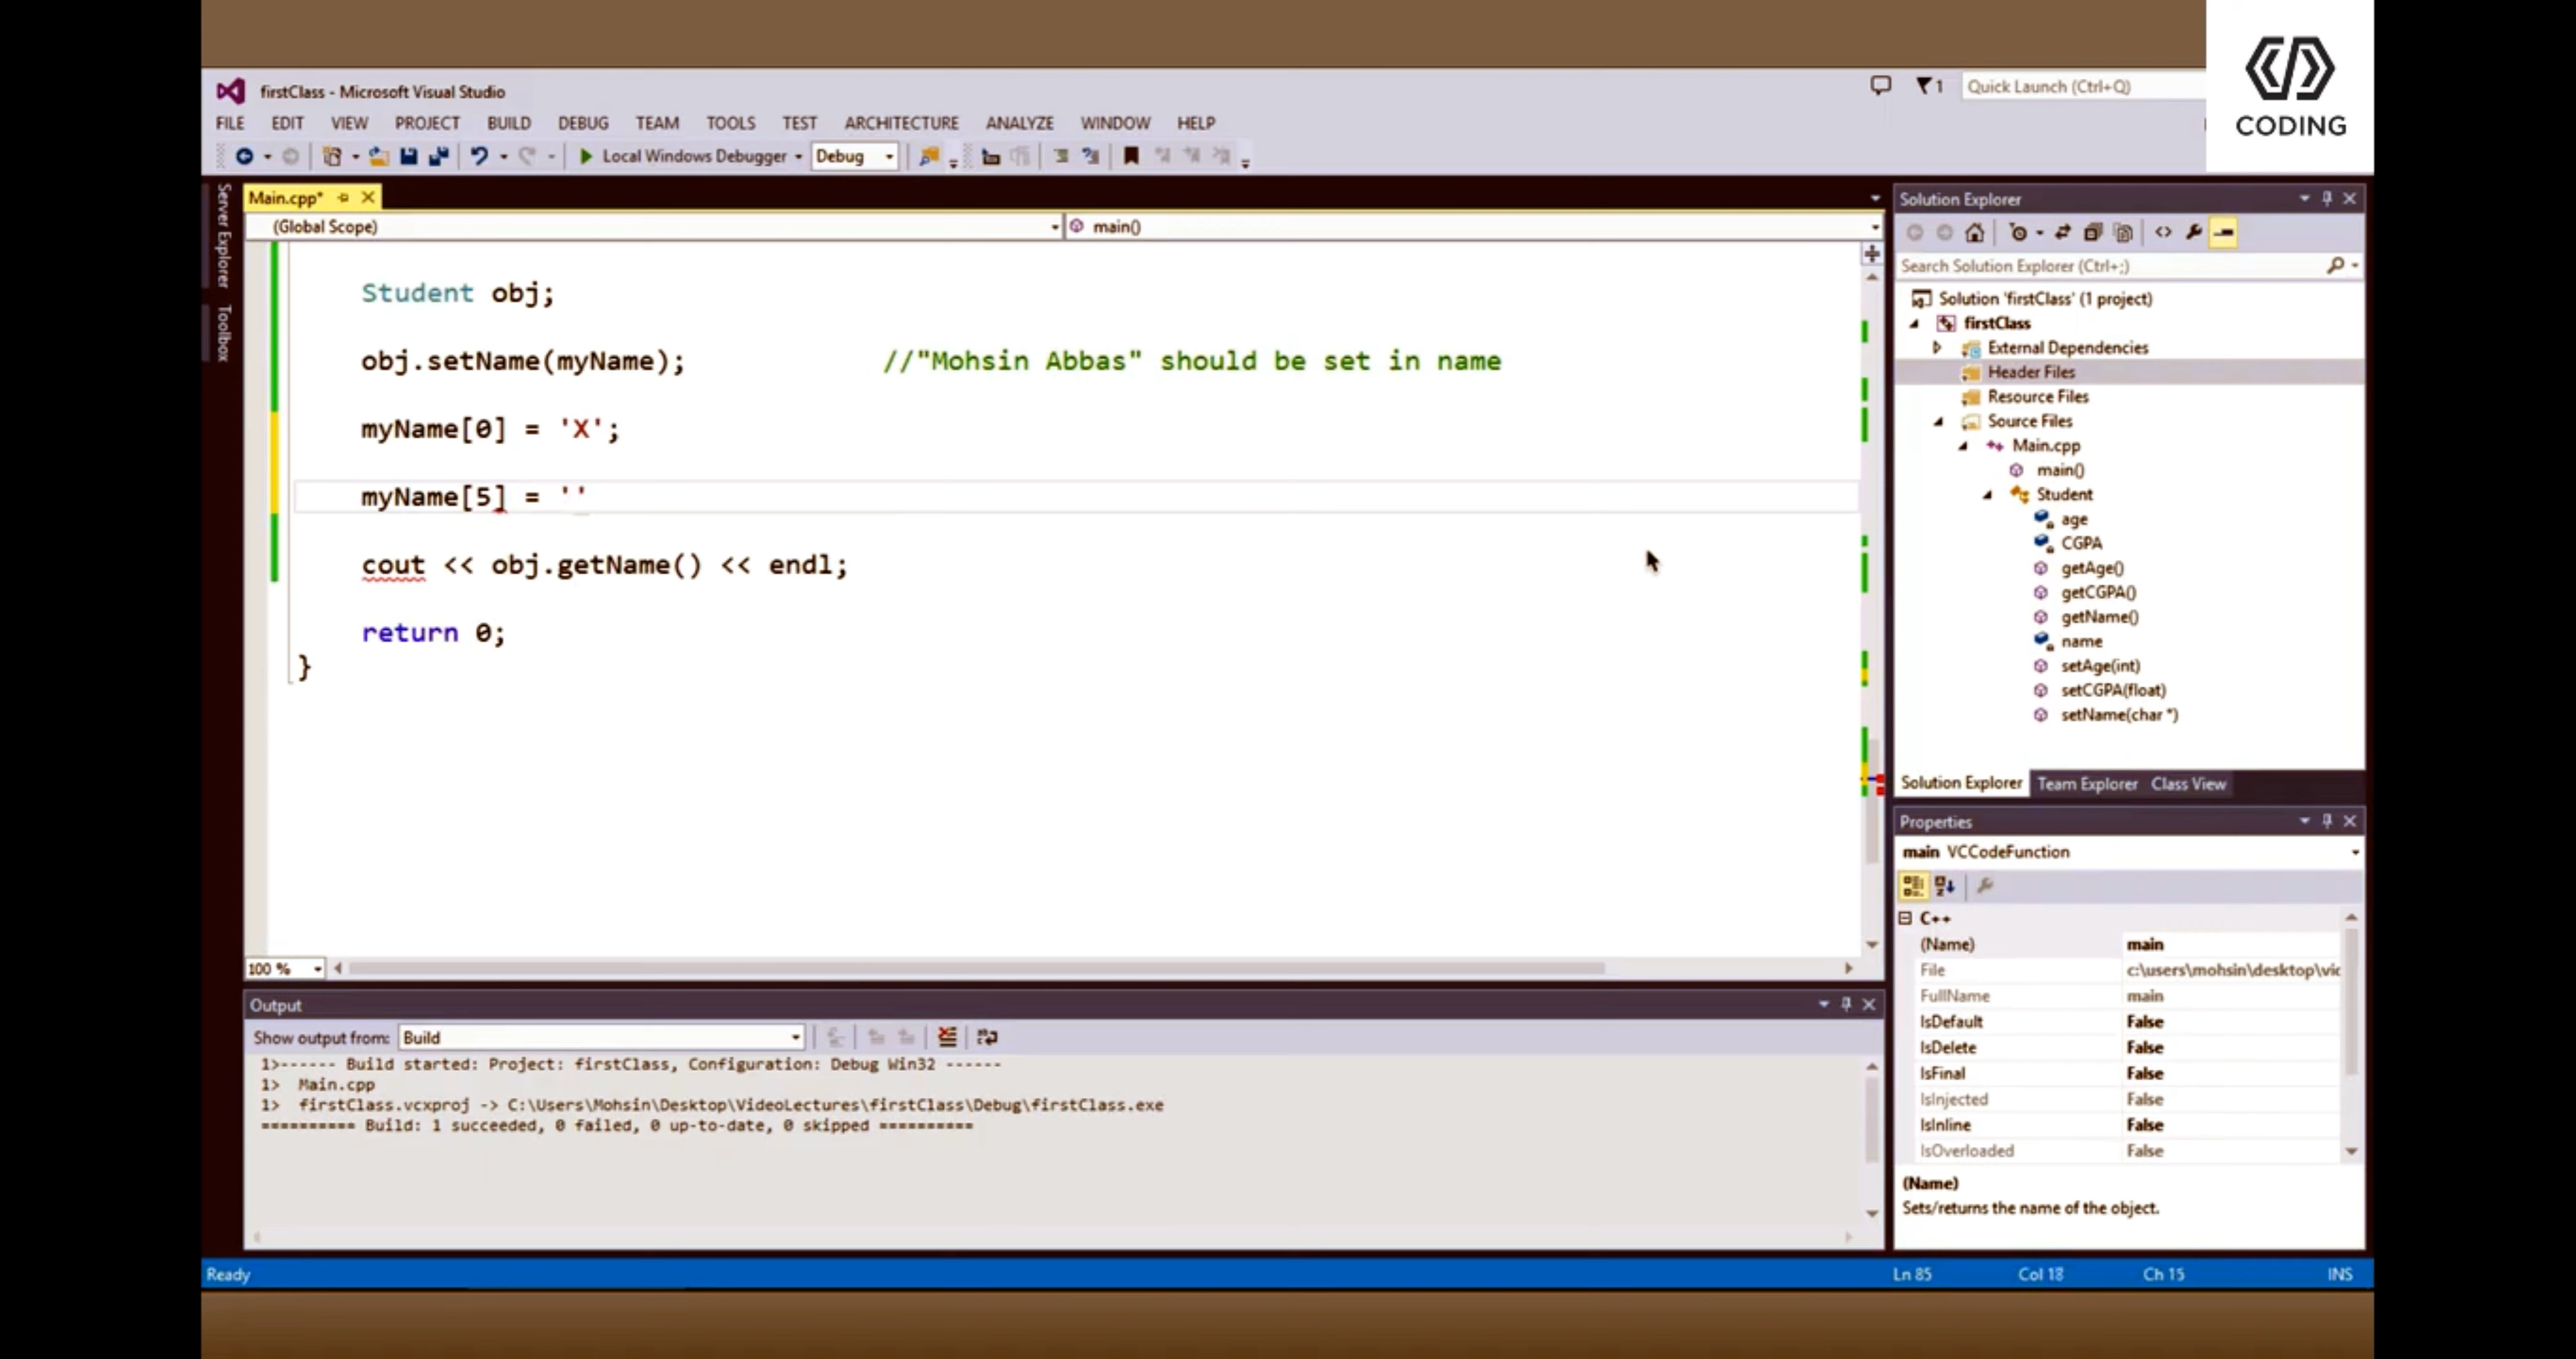 CODING
firstClass - Microsoft Visual Studio
1
Quick Launch (Ctrl+Q)
FILE EDIT VIEW PROJECT BUILD DEBUG TEAM TOOLS TEST ARCHITECTURE ANALYZE WINDOW HELP
Local Windows Debugger Debug
Server Explorer
Toolbox
Main.cpp*
(Global Scope)
main()
Student obj;
obj.setName(myName); //"Mohsin Abbas" should be set in name
myName[0] = 'X';
myName[5] = ''
cout << obj.getName() << endl;
return 0;
}
100 %
Output
Show output from: Build
1>------ Build started: Project: firstClass, Configuration: Debug Win32 ------
1> Main.cpp
1> firstClass.vcxproj -> C:\Users\Mohsin\Desktop\VideoLectures\firstClass\Debug\firstClass.exe
========== Build: 1 succeeded, 0 failed, 0 up-to-date, 0 skipped ==========
Solution Explorer
Search Solution Explorer (Ctrl+;)
Solution 'firstClass' (1 project)
firstClass
External Dependencies
Header Files
Resource Files
Source Files
Main.cpp
main()
Student
age
CGPA
getAge()
getCGPA()
getName()
name
setAge(int)
setCGPA(float)
setName(char *)
Solution Explorer Team Explorer Class View
Properties
main VCCodeFunction
C++
(Name) main
File c:\users\mohsin\desktop\vic
FullName main
IsDefault False
IsDelete False
IsFinal False
IsInjected False
IsInline False
IsOverloaded False
(Name)
Sets/returns the name of the object.
Ready
Ln 85 Col 18 Ch 15 INS